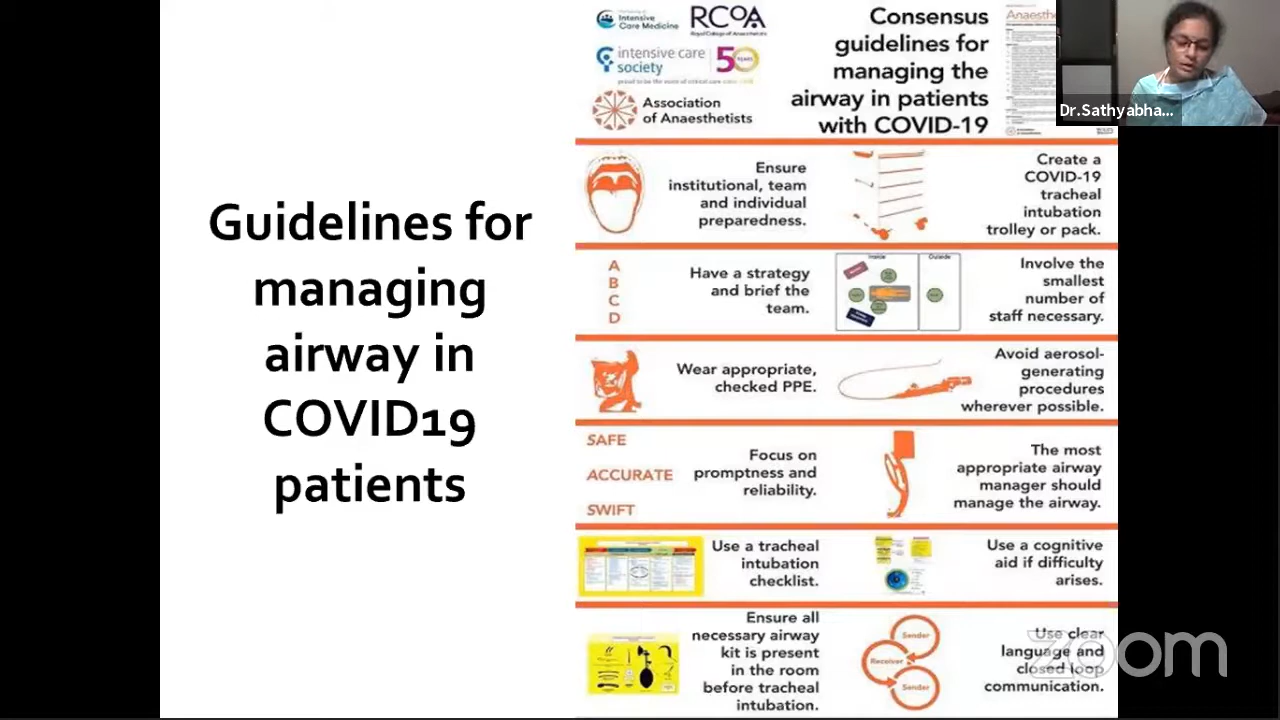 Guidelines for
managing
airway in
COVID19
patients
Intensive
Care Medicine
RCoA
Royal College of Anaesthetists
intensive care
society
50
YEARS
Association
of Anaesthetists
Consensus
guidelines for
managing the
airway in patients
with COVID-19
Anaesthe
Dr.Sathyabha...
Ensure
institutional, team
and individual
preparedness.
Create a
COVID-19
tracheal
intubation
trolley or pack.
A
B
C
D
Have a strategy
and brief the
team.
Inside
Outside
Involve the
smallest
number of
staff necessary.
Wear appropriate,
checked PPE.
Avoid aerosol-
generating
procedures
wherever possible.
SAFE
ACCURATE
SWIFT
Focus on
promptness and
reliability.
The most
appropriate airway
manager should
manage the airway.
Use a tracheal
intubation
checklist.
Use a cognitive
aid if difficulty
arises.
Ensure all
necessary airway
kit is present
in the room
before tracheal
intubation.
Sender
Receiver
Sender
Use clear
language and
closed loop
communication.
zoom